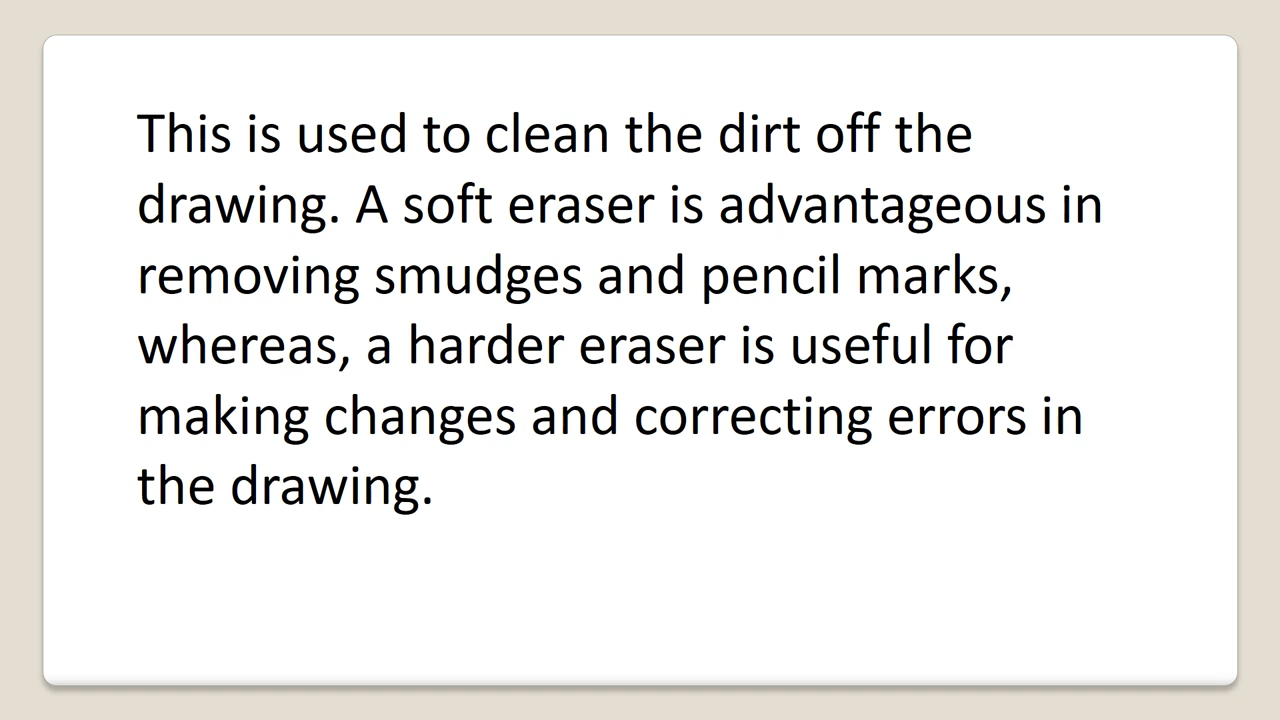 This is used to clean the dirt off the
drawing. A soft eraser is advantageous in
removing smudges and pencil marks,
whereas, a harder eraser is useful for
making changes and correcting errors in
the drawing.